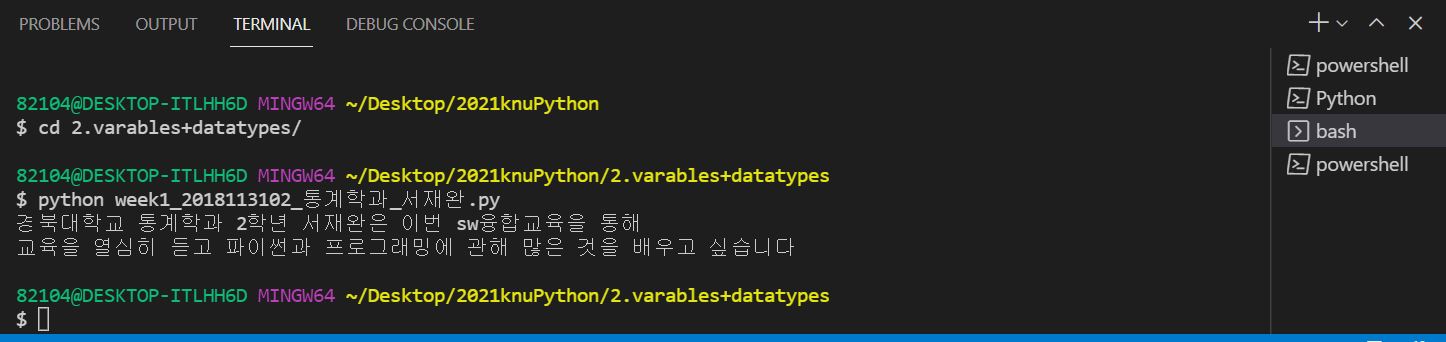 PROBLEMS OUTPUT TERMINAL DEBUG CONSOLE
82104@DESKTOP-ITLHH6D MINGW64 ~/Desktop/2021knuPython
$ cd 2.varables+datatypes/
82104@DESKTOP-ITLHH6D MINGW64 ~/Desktop/2021knuPython/2.varables+datatypes
$ python week1_2018113102_통계학과_서재완.py
경북대학교 통계학과 2학년 서재완은 이번 sw융합교육을 통해
교육을 열심히 듣고 파이썬과 프로그래밍에 관해 많은 것을 배우고 싶습니다
82104@DESKTOP-ITLHH6D MINGW64 ~/Desktop/2021knuPython/2.varables+datatypes
$
powershell
Python
bash
powershell